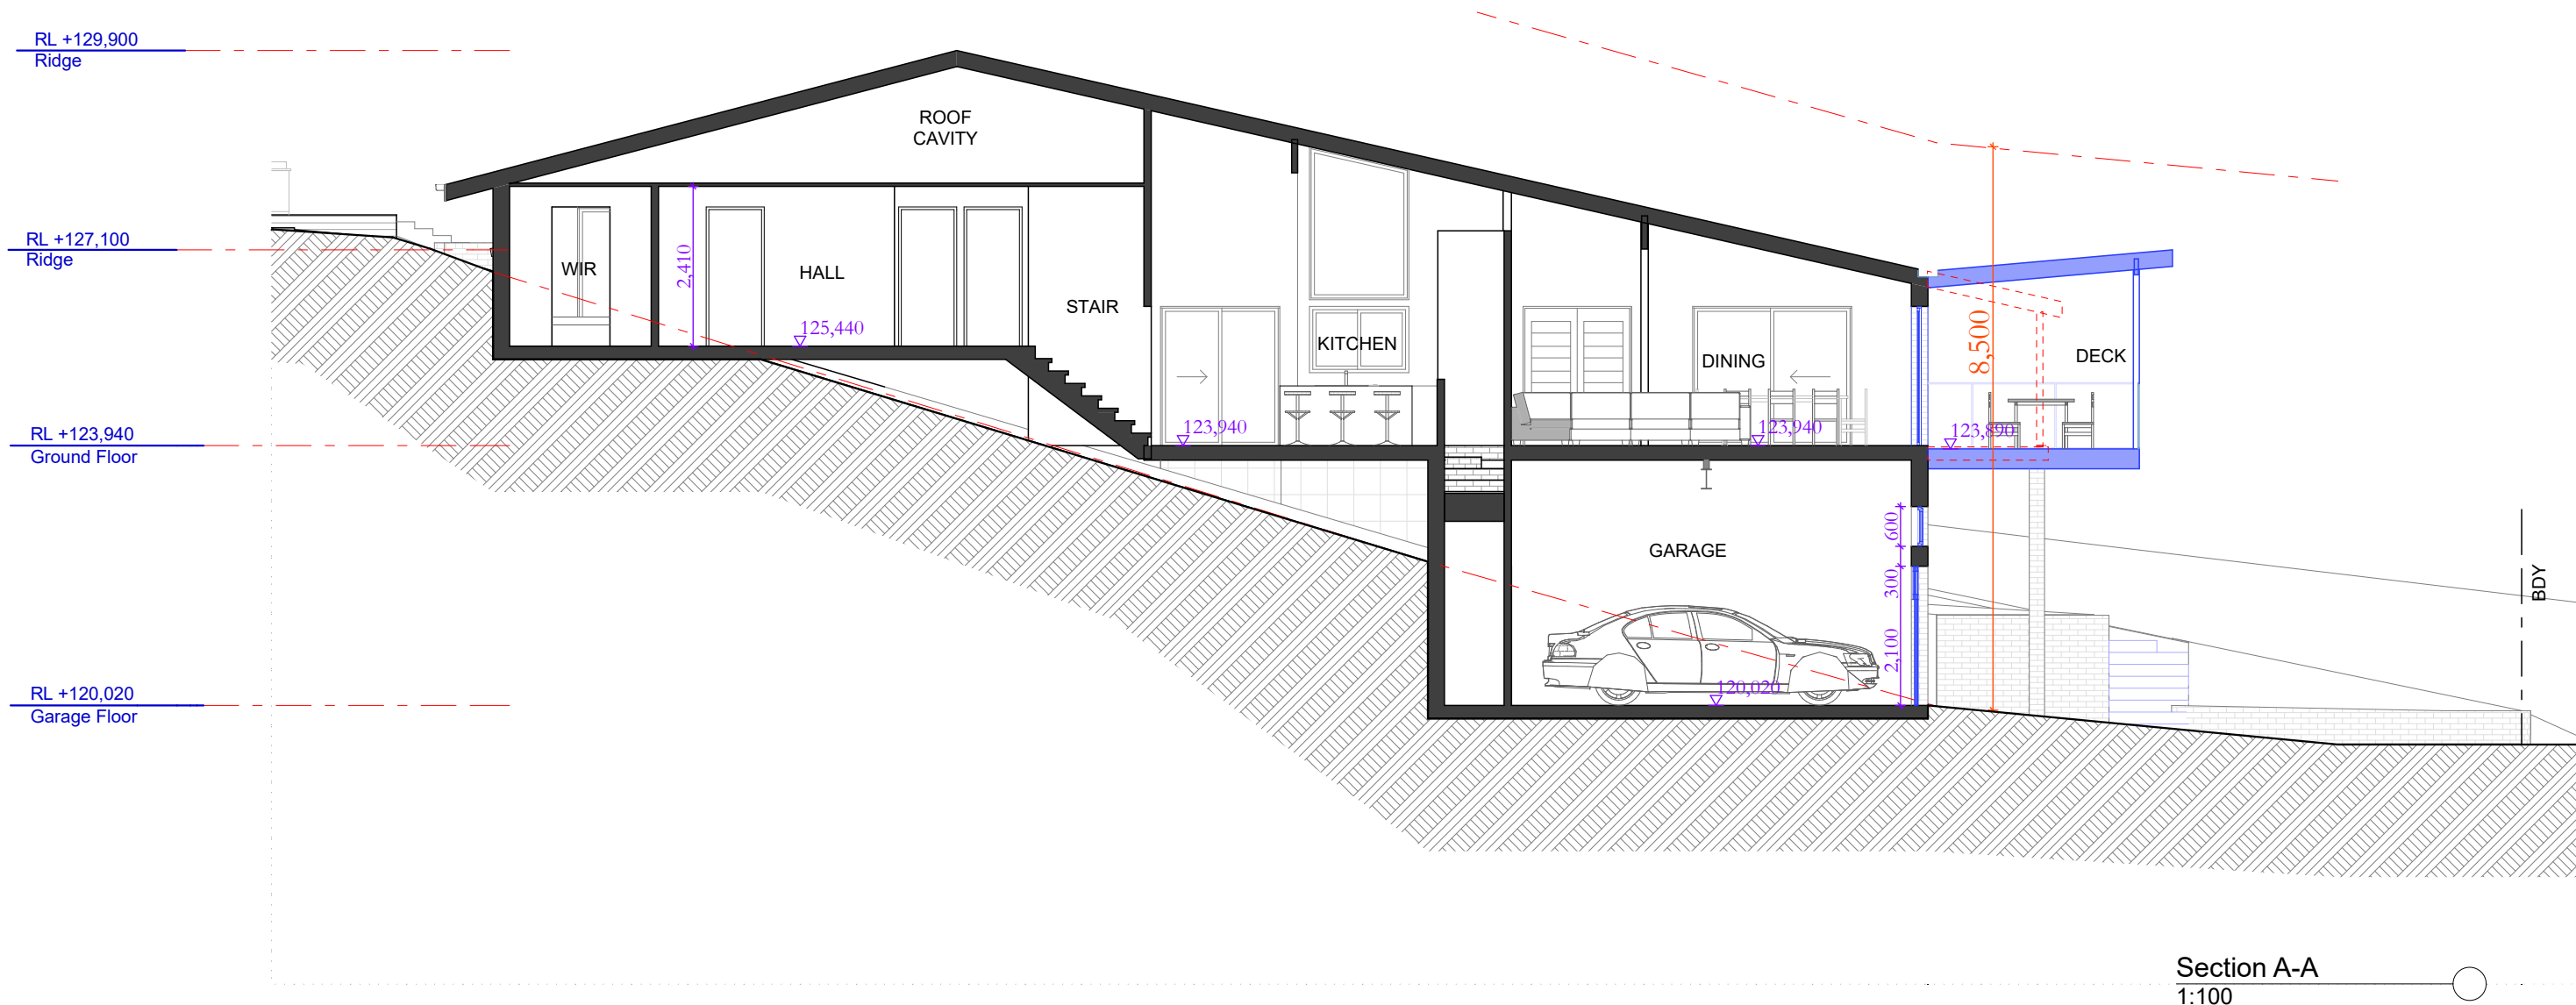 RL +129,900
Ridge
ROOF
CAVITY
RL +127,100
Ridge
WIR
2,410
HALL
STAIR
125,440
KITCHEN
DINING
8,500
DECK
123,940
123,940
123,890
RL +123,940
Ground Floor
600
GARAGE
300
BDY
2,100
120,020
RL +120,020
Garage Floor
Section A-A
1:100